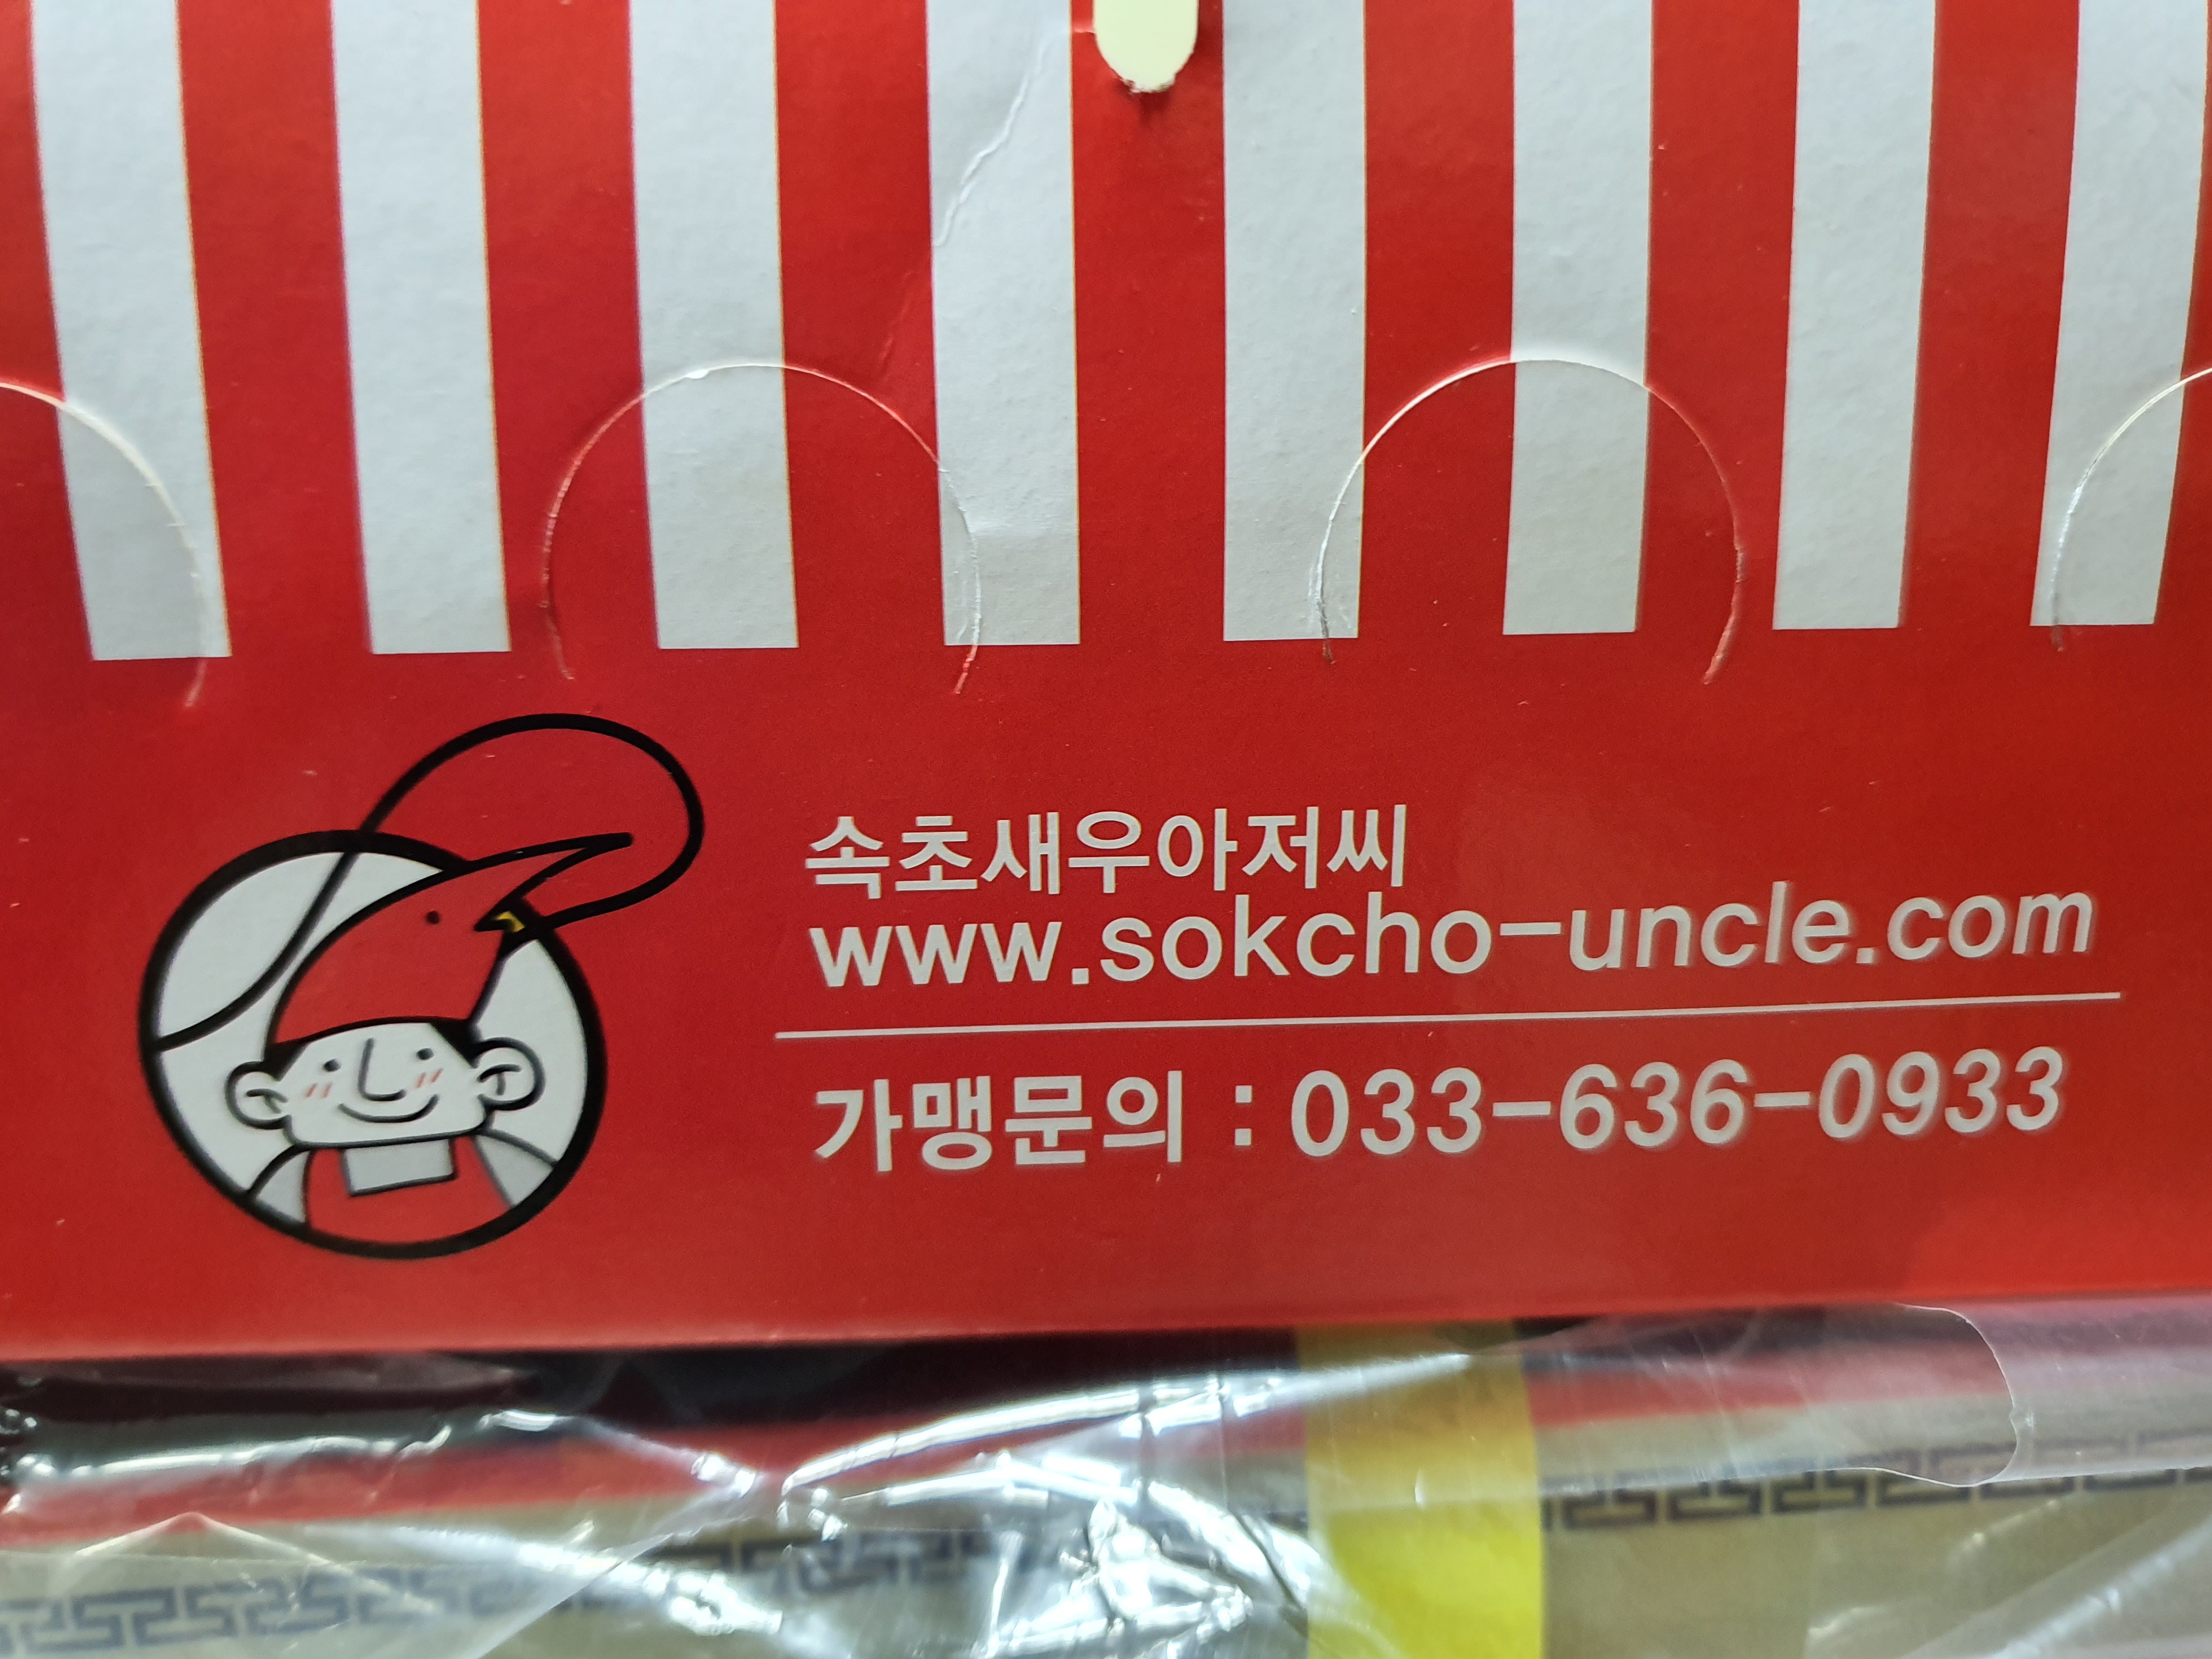 속초새우아저씨
www.sokcho-uncle.com
가맹문의 : 033-636-0933